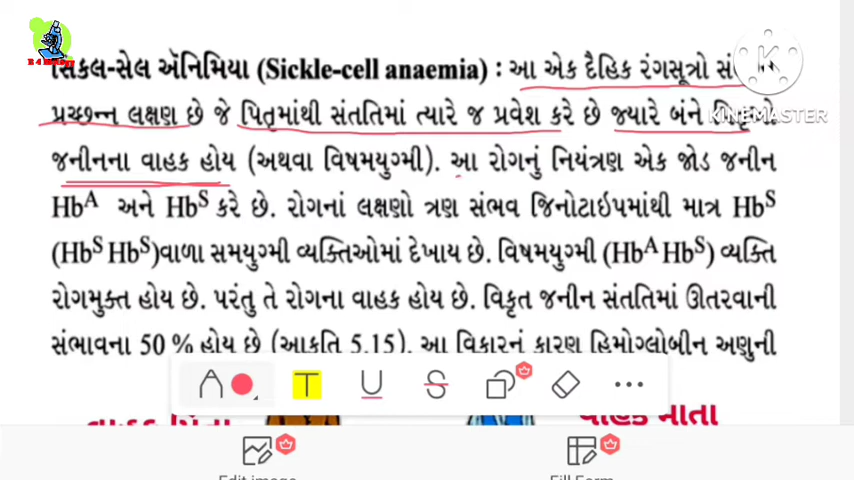 સિકલ-સેલ ઍનિમિયા (Sickle-cell anaemia) : આ એક દૈહિક રંગસૂત્રો
પ્રચ્છન્ન લક્ષણ છે જે પિતૃમાંથી સંતતિમાં ત્યારે જ પ્રવેશ કરે છે જ્યારે બંને
KINEMASTER
જનીનના વાહક હોય (અથવા વિષમયુગ્મી). આ રોગનું નિયંત્રણ એક જોડ જનીન
Hbᴬ અને Hbˢ કરે છે. રોગનાં લક્ષણો ત્રણ સંભવ જિનોટાઇપમાંથી માત્ર Hbˢ
(Hbˢ Hbˢ)વાળા સમયુગ્મી વ્યક્તિઓમાં દેખાય છે. વિષમયુગ્મી (Hbᴬ Hbˢ) વ્યક્તિ
રોગમુક્ત હોય છે. પરંતુ તે રોગના વાહક હોય છે. વિકૃત જનીન સંતતિમાં ઊતરવાની
સંભાવના 50 % હોય છે (આકૃતિ 5.15). આ વિકારનું કારણ હિમોગ્લોબીન અણુની
વાહક પિતા
વાહક માતા
Edit image
Fill Form